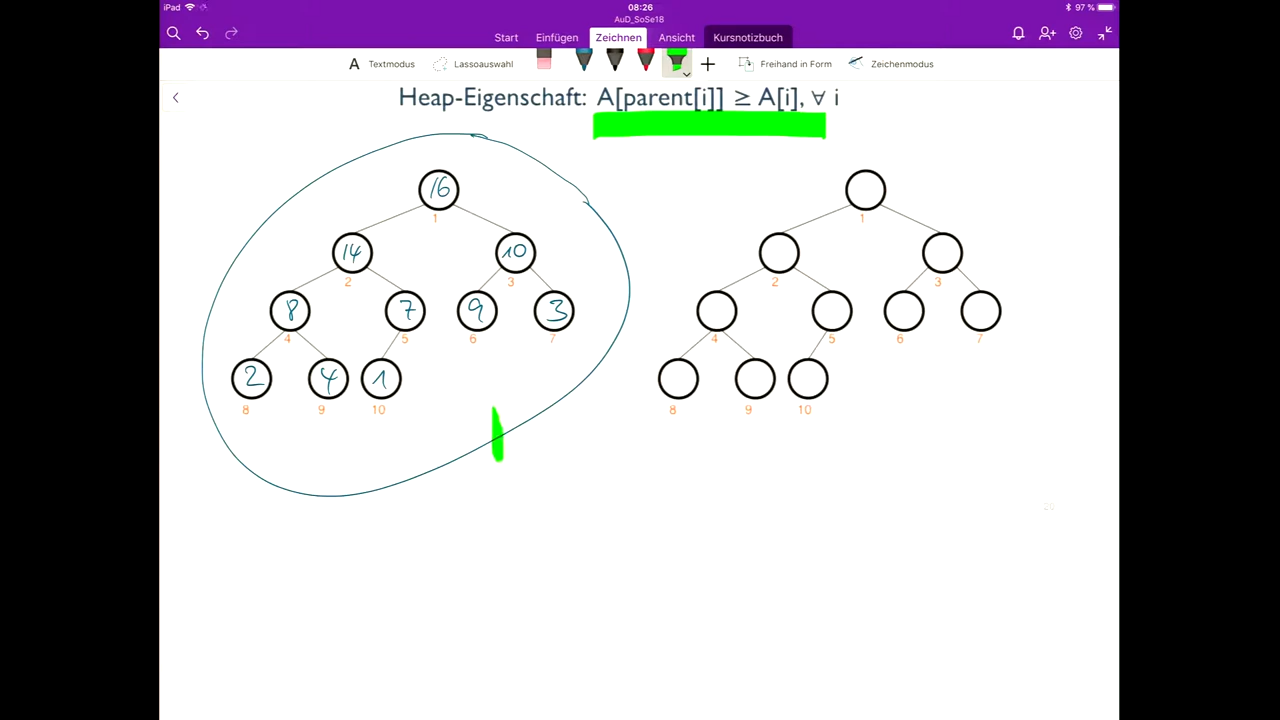 iPad
08:26
97 %
AuD_SoSe18
Start
Einfügen
Zeichnen
Ansicht
Kursnotizbuch
A Textmodus
Lassoauswahl
Freihand in Form
Zeichenmodus
Heap-Eigenschaft: A[parent[i]] ≥ A[i], ∀ i
16
1
14
10
2
3
8
7
9
3
4
5
6
7
2
4
1
8
9
10
1
2
3
4
5
6
7
8
9
10
20